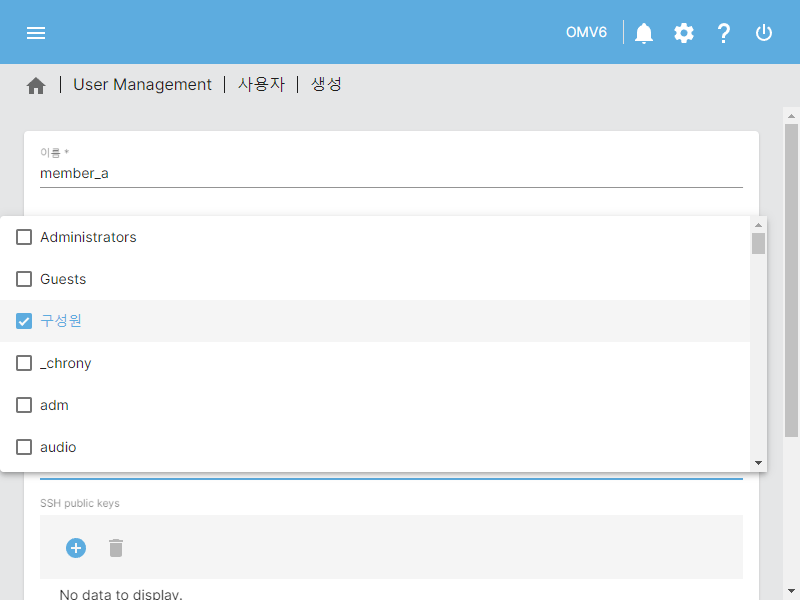 OMV6
User Management | 사용자 | 생성
이름 *
member_a
Administrators
Guests
구성원
_chrony
adm
audio
SSH public keys
No data to display.